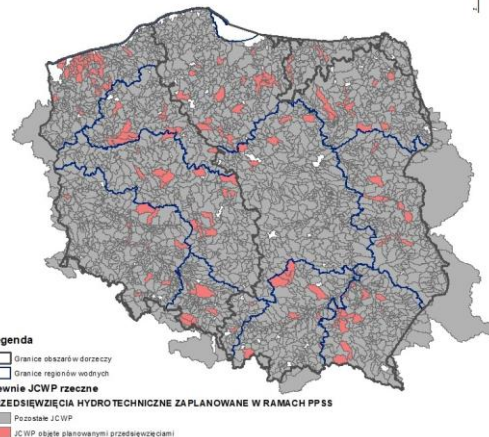 egenda
Granice obszarów dorzeczy
Granice regionów wodnych
ewnie JCWP rzeczne
ZEDSIĘWZIĘCIA HYDROTECHNICZNE ZAPLANOWANE W RAMACH PPSS
Pozostałe JCWP
JCWP objęte planowanymi przedsięwzięciami